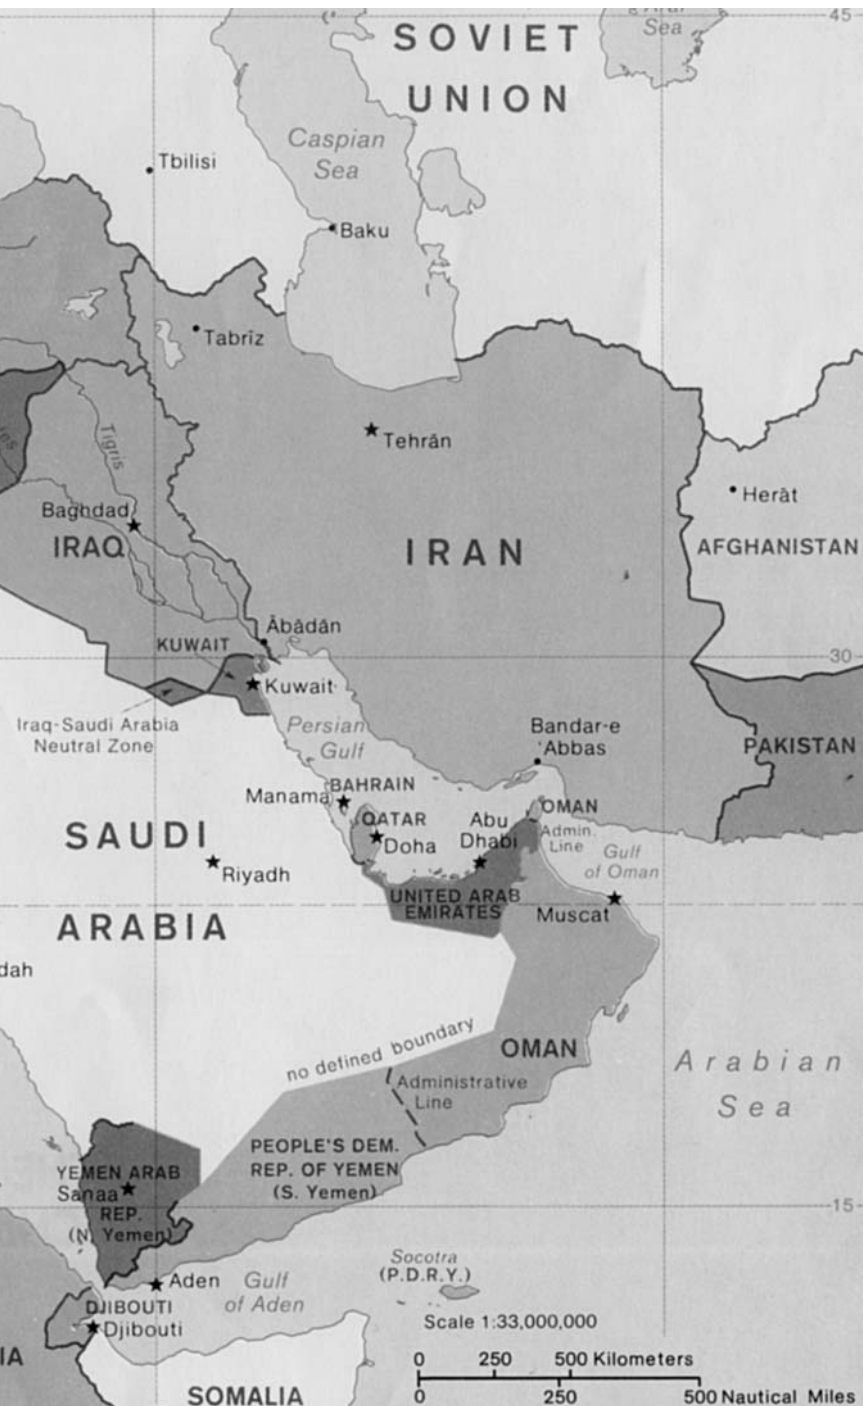 Aral
Sea
45
SOVIET
UNION
Caspian
Sea
Tbilisi
Baku
Tabrīz
Tigris
Tehrān
Herāt
Baghdad
IRAQ
IRAN
AFGHANISTAN
Ābādān
KUWAIT
30
Kuwait
Iraq-Saudi Arabia
Neutral Zone
Persian
Gulf
Bandar-e
ʻAbbas
PAKISTAN
BAHRAIN
Manama
OMAN
QATAR
Abu
Dhabi
Admin.
Line
Doha
Gulf
of Oman
SAUDI
Riyadh
UNITED ARAB
EMIRATES
Muscat
ARABIA
dah
no defined boundary
OMAN
Arabian
Sea
Administrative
Line
PEOPLE'S DEM.
REP. OF YEMEN
(S. Yemen)
YEMEN ARAB
Sanaa
REP.
(N. Yemen)
15
Socotra
(P.D.R.Y.)
Aden
Gulf
of Aden
DJIBOUTI
Djibouti
Scale 1:33,000,000
IA
0 250 500 Kilometers
SOMALIA
0 250 500 Nautical Miles